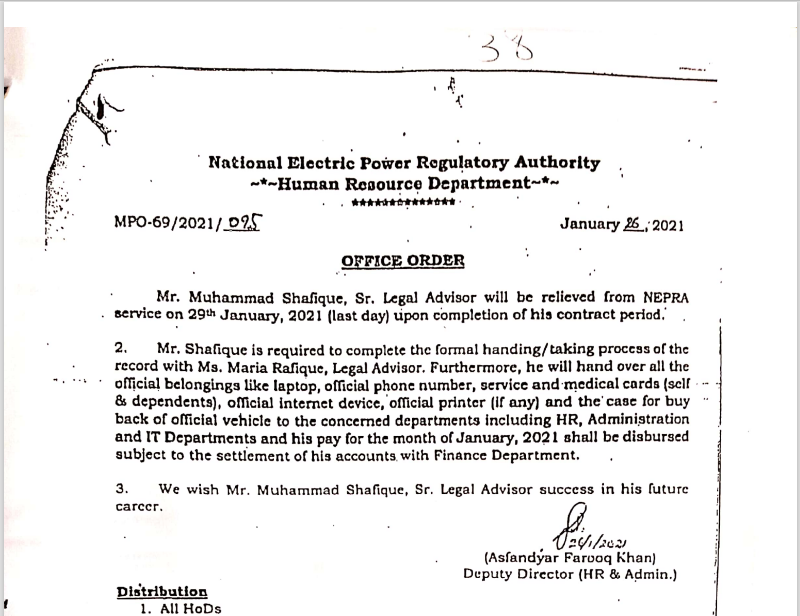 38
National Electric Power Regulatory Authority
~*~Human Resource Department~*~
**************
MPO-69/2021/ 095 January 26, 2021
OFFICE ORDER
Mr. Muhammad Shafique, Sr. Legal Advisor will be relieved from NEPRA
service on 29th January, 2021 (last day) upon completion of his contract period.
2. Mr. Shafique is required to complete the formal handing/taking process of the
record with Ms. Maria Rafique, Legal Advisor. Furthermore, he will hand over all the
official belongings like laptop, official phone number, service and medical cards (self
& dependents), official internet device, official printer (if any) and the case for buy
back of official vehicle to the concerned departments including HR, Administration
and IT Departments and his pay for the month of January, 2021 shall be disbursed
subject to the settlement of his accounts with Finance Department.
3. We wish Mr. Muhammad Shafique, Sr. Legal Advisor success in his future
career.
26/1/2021
(Asfandyar Farooq Khan)
Deputy Director (HR & Admin.)
Distribution
1. All HoDs